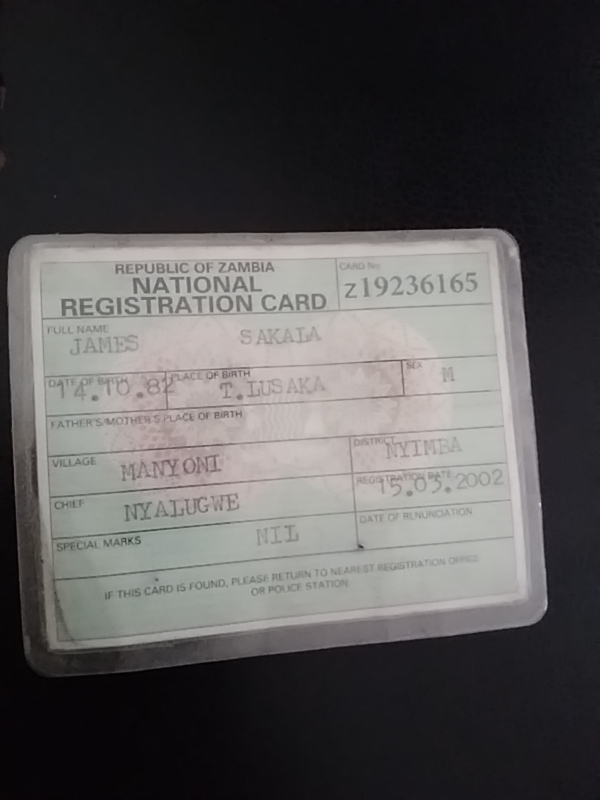 REPUBLIC OF ZAMBIA
NATIONAL
REGISTRATION CARD
CARD No.
z19236165
FULL NAME
JAMES SAKALA
DATE OF BIRTH
14.10.82
PLACE OF BIRTH
T.LUSAKA
SEX
M
FATHER'S/MOTHER'S PLACE OF BIRTH
VILLAGE
MANYONI
DISTRICT
NYIMBA
CHIEF
NYALUGWE
REGISTRATION DATE
15.05.2002
SPECIAL MARKS
NIL
DATE OF RENUNCIATION
IF THIS CARD IS FOUND, PLEASE RETURN TO NEAREST REGISTRATION OFFICE
OR POLICE STATION.